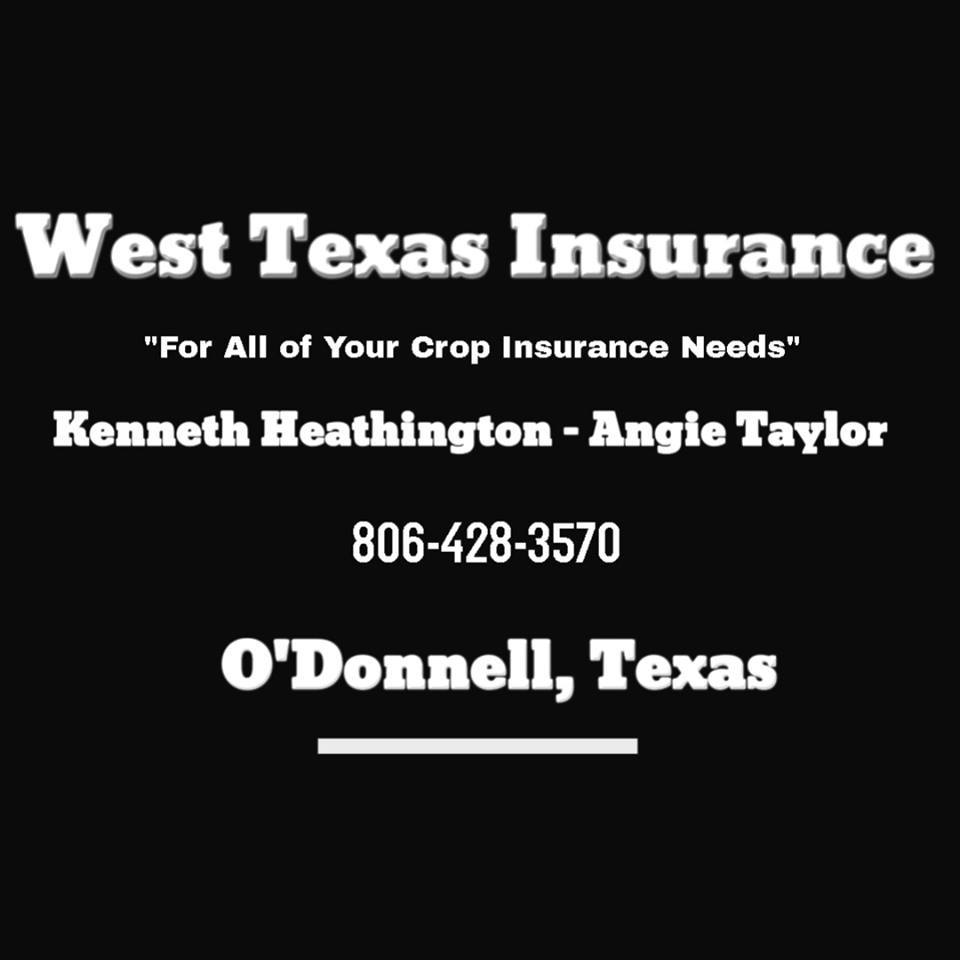 West Texas Insurance
"For All of Your Crop Insurance Needs"
Kenneth Heathington - Angie Taylor
806-428-3570
O'Donnell, Texas